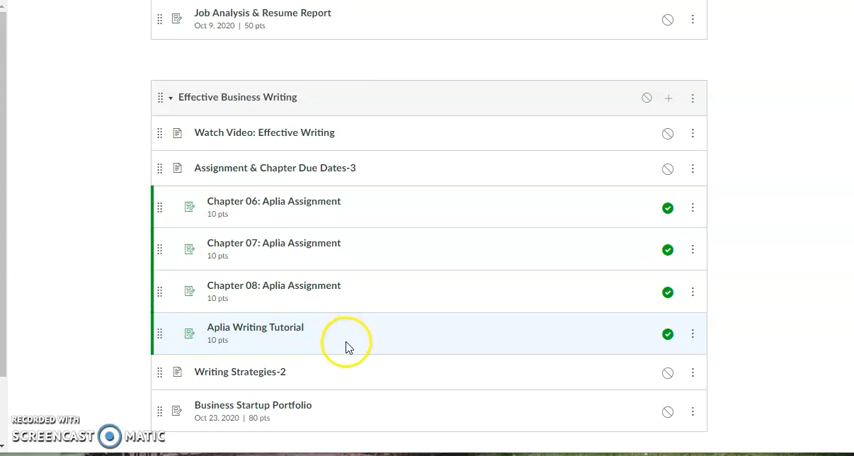 Job Analysis & Resume Report
Oct 9, 2020 | 50 pts
Effective Business Writing
Watch Video: Effective Writing
Assignment & Chapter Due Dates-3
Chapter 06: Aplia Assignment
10 pts
Chapter 07: Aplia Assignment
10 pts
Chapter 08: Aplia Assignment
10 pts
Aplia Writing Tutorial
10 pts
Writing Strategies-2
Business Startup Portfolio
Oct 23, 2020 | 80 pts
RECORDED WITH
SCREENCAST MATIC